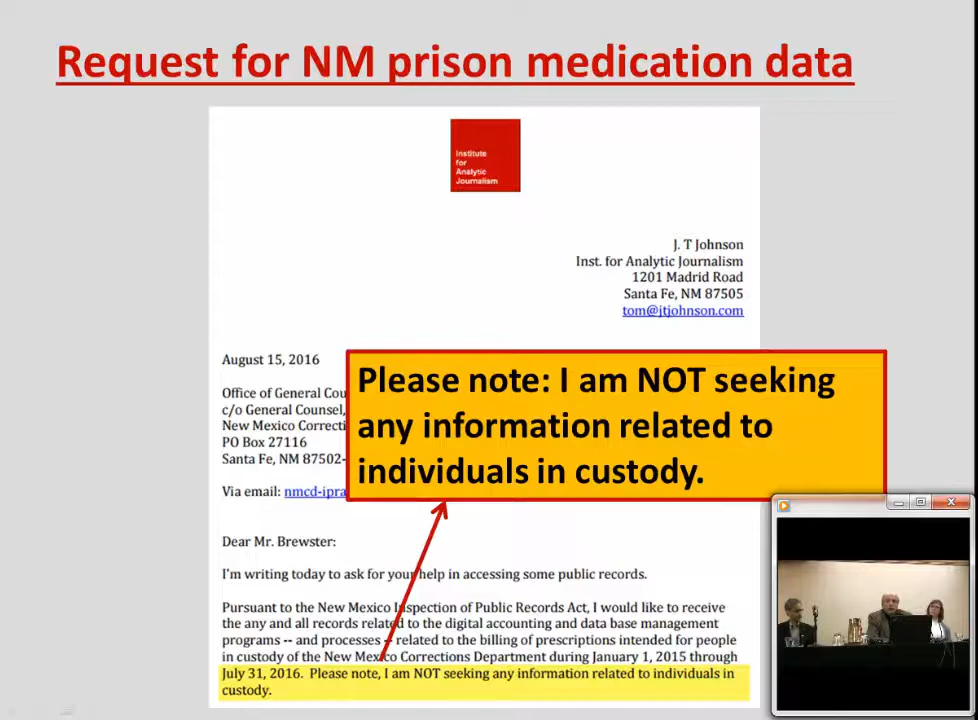 Request for NM prison medication data
Institute
for
Analytic
Journalism
J. T Johnson
Inst. for Analytic Journalism
1201 Madrid Road
Santa Fe, NM 87505
tom@jtjohnson.com
August 15, 2016
Office of General Cou
c/o General Counsel,
New Mexico Correcti
PO Box 27116
Santa Fe, NM 87502-
Via email: nmcd-ipra
Please note: I am NOT seeking
any information related to
individuals in custody.
Dear Mr. Brewster:
I'm writing today to ask for your help in accessing some public records.
Pursuant to the New Mexico Inspection of Public Records Act, I would like to receive
the any and all records related to the digital accounting and data base management
programs -- and processes -- related to the billing of prescriptions intended for people
in custody of the New Mexico Corrections Department during January 1, 2015 through
July 31, 2016. Please note, I am NOT seeking any information related to individuals in
custody.